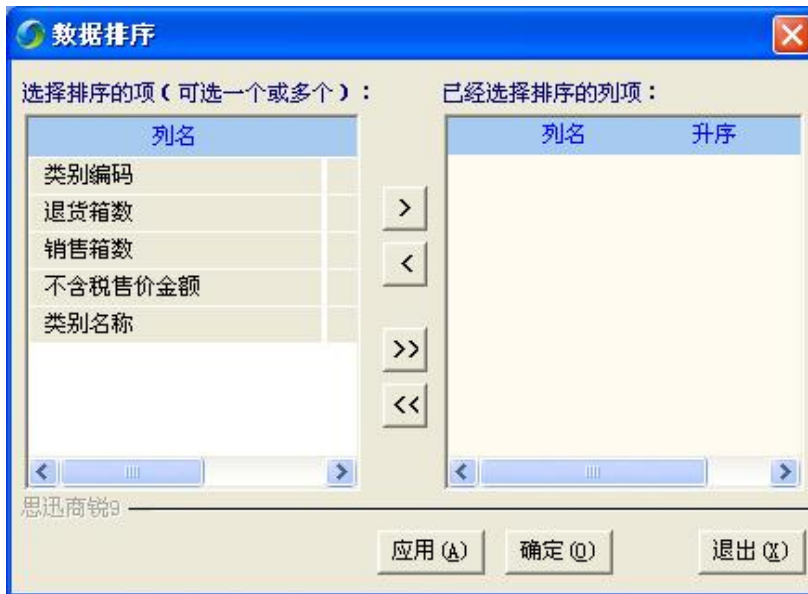 数据排序
选择排序的项(可选一个或多个):
已经选择排序的列项:
列名
类别编码
退货箱数
销售箱数
不含税售价金额
类别名称
>
<
>>
<<
列名 升序
思迅商锐9
应用(A) 确定(O) 退出(X)